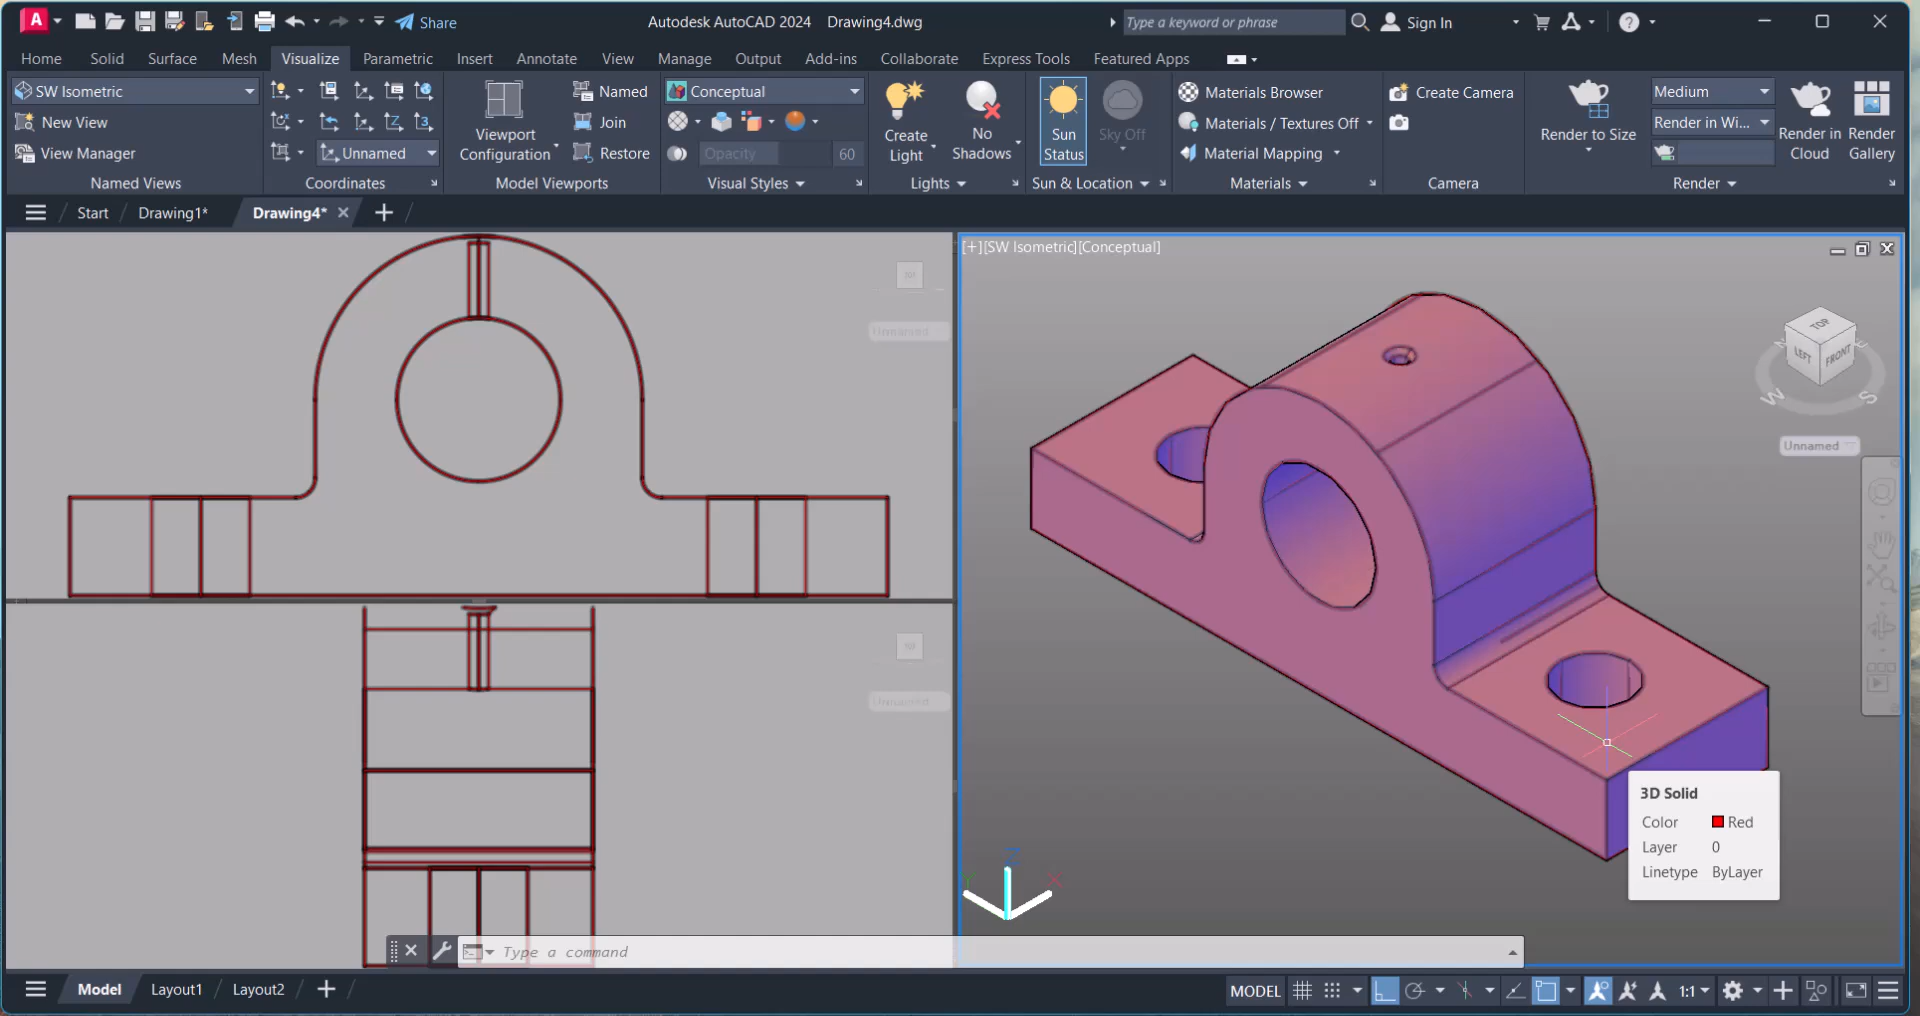 A Share Autodesk AutoCAD 2024 Drawing4.dwg Type a keyword or phrase Sign In
Home Solid Surface Mesh Visualize Parametric Insert Annotate View Manage Output Add-ins Collaborate Express Tools Featured Apps
SW Isometric
New View
View Manager
Named Views
Unnamed
Coordinates
Viewport
Configuration
Named
Join
Restore
Model Viewports
Conceptual
Opacity 60
Visual Styles
Create
Light
No
Shadows
Lights
Sun
Status
Sky Off
Sun & Location
Materials Browser
Materials / Textures Off
Material Mapping
Materials
Create Camera
Camera
Render to Size
Medium
Render in Wi...
Render in
Cloud
Render
Gallery
Render
Start Drawing1* Drawing4*
[+][SW Isometric][Conceptual]
TOP
LEFT FRONT
W S
Unnamed
Unnamed
Unnamed
Z
Y X
3D Solid
Color Red
Layer 0
Linetype ByLayer
Type a command
Model Layout1 Layout2
MODEL 1:1